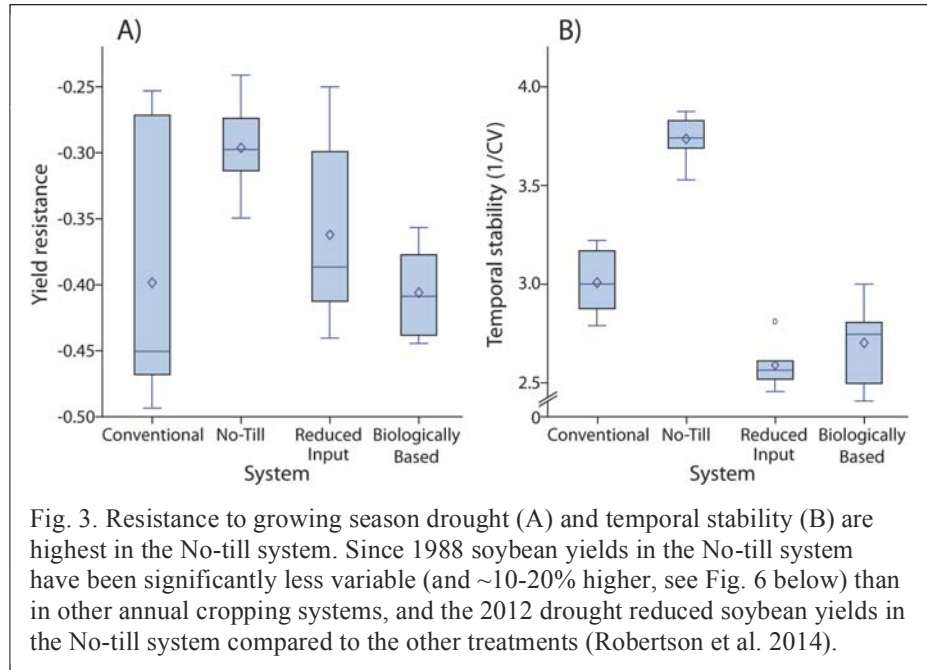 A)
-0.25
-0.30
-0.35
-0.40
-0.45
-0.50
Yield resistance
Conventional No-Till Reduced Input Biologically Based
System
B)
4.0
3.5
3.0
2.5
0
Temporal stability (1/CV)
Conventional No-Till Reduced Input Biologically Based
System
Fig. 3. Resistance to growing season drought (A) and temporal stability (B) are
highest in the No-till system. Since 1988 soybean yields in the No-till system
have been significantly less variable (and ~10-20% higher, see Fig. 6 below) than
in other annual cropping systems, and the 2012 drought reduced soybean yields in
the No-till system compared to the other treatments (Robertson et al. 2014).